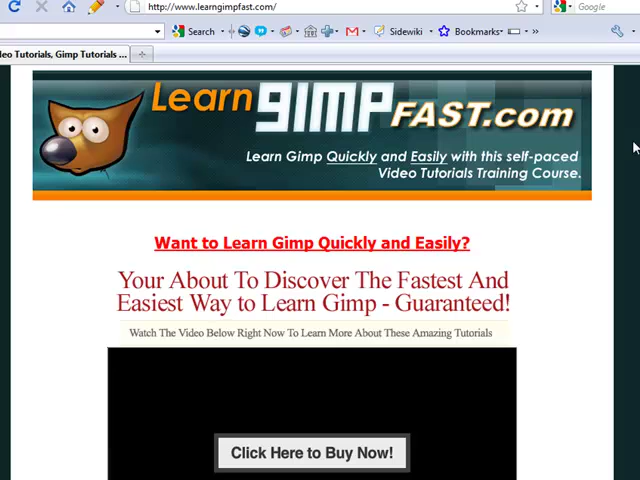 http://www.learngimpfast.com/
Google
Search
Sidewiki
Bookmarks
eo Tutorials, Gimp Tutorials ...
Learn GIMP FAST.com
Learn Gimp Quickly and Easily with this self-paced
Video Tutorials Training Course.
Want to Learn Gimp Quickly and Easily?
Your About To Discover The Fastest And
Easiest Way to Learn Gimp - Guaranteed!
Watch The Video Below Right Now To Learn More About These Amazing Tutorials
Click Here to Buy Now!